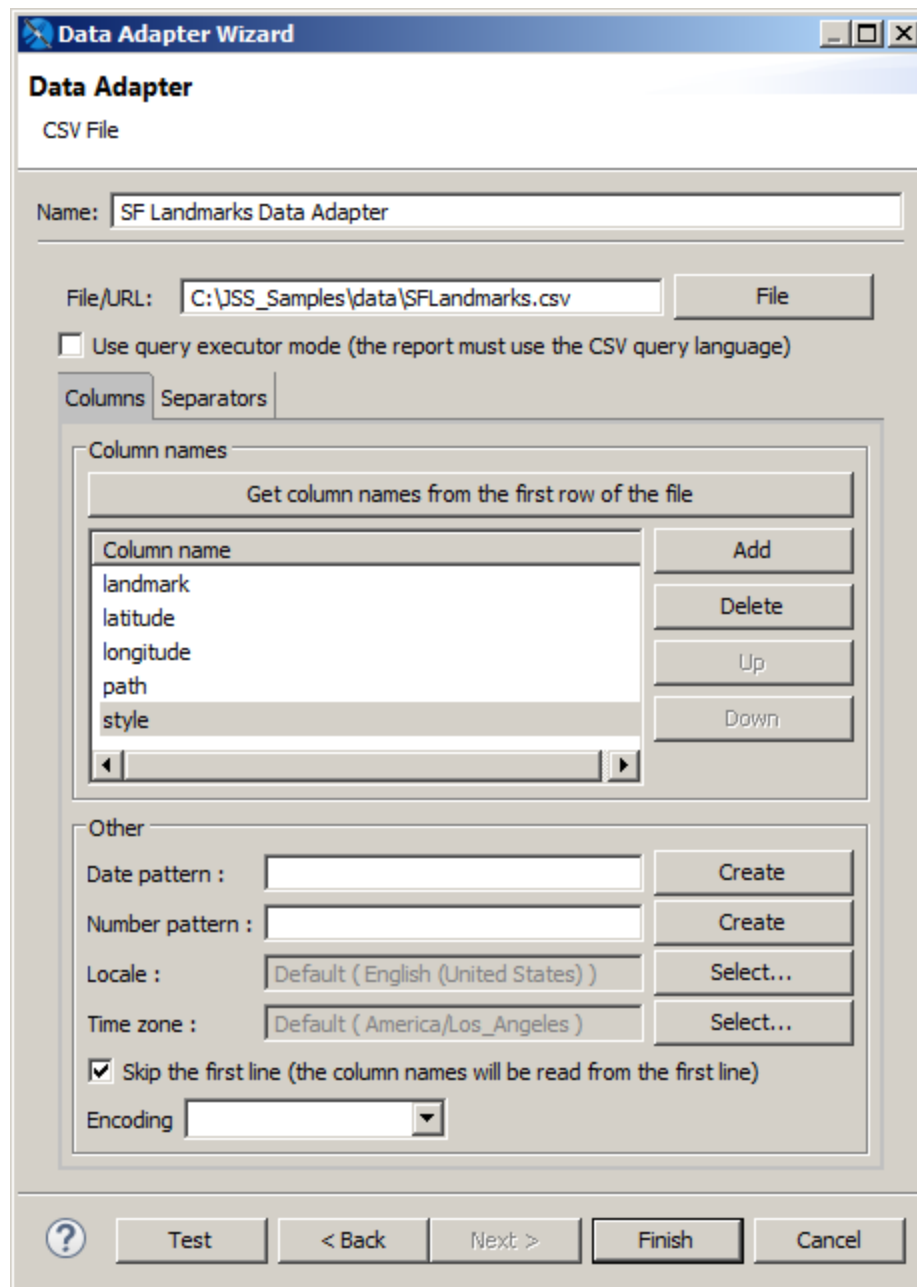 Data Adapter Wizard
Data Adapter
CSV File
Name: SF Landmarks Data Adapter
File/URL: C:\JSS_Samples\data\SFLandmarks.csv File
Use query executor mode (the report must use the CSV query language)
Columns Separators
Column names
Get column names from the first row of the file
Column name Add
landmark
latitude Delete
longitude Up
path
style Down
Other
Date pattern : Create
Number pattern : Create
Locale : Default ( English (United States) ) Select...
Time zone : Default ( America/Los_Angeles ) Select...
Skip the first line (the column names will be read from the first line)
Encoding
? Test < Back Next > Finish Cancel